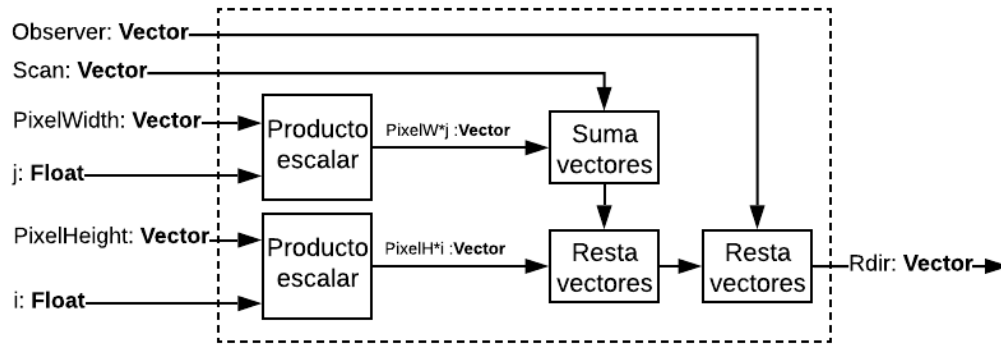 Observer: Vector
Scan: Vector
PixelWidth: Vector
j: Float
PixelHeight: Vector
i: Float
Producto
escalar
PixelW*j :Vector
Suma
vectores
Producto
escalar
PixelH*i :Vector
Resta
vectores
Resta
vectores
Rdir: Vector